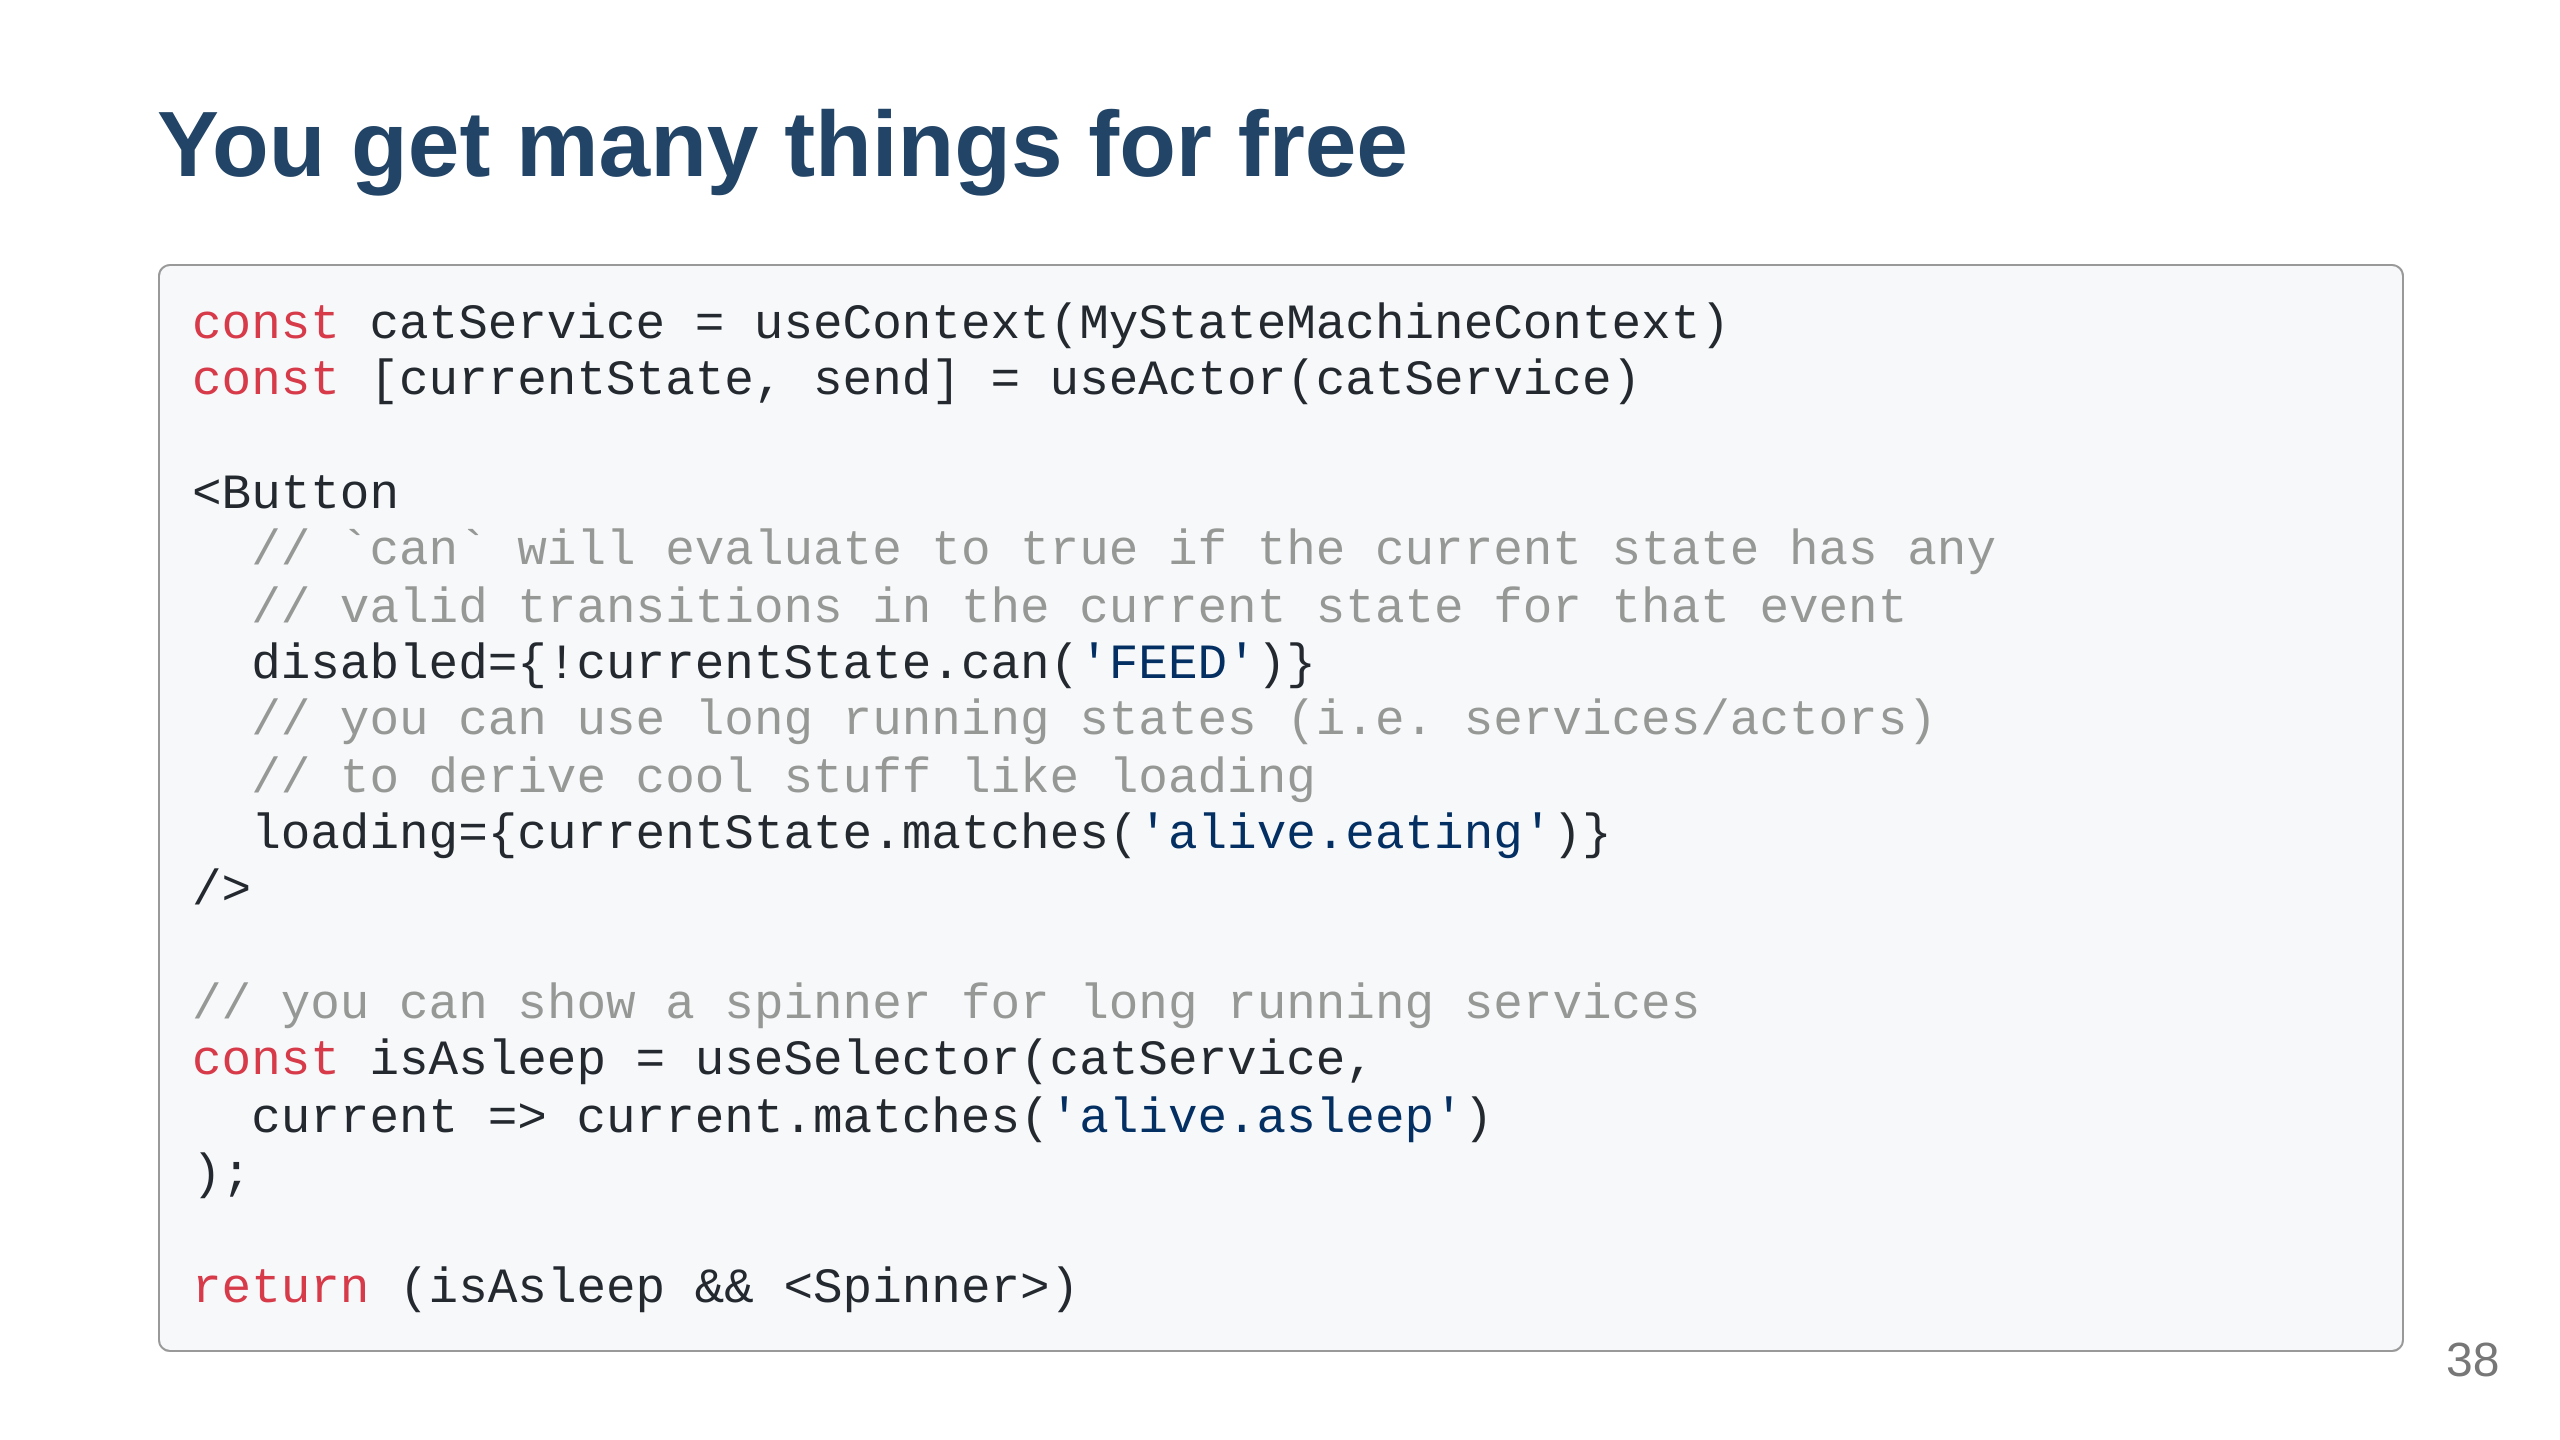 You get many things for free
const catService = useContext(MyStateMachineContext)
const [currentState, send] = useActor(catService)
<Button
  // `can` will evaluate to true if the current state has any
  // valid transitions in the current state for that event
  disabled={!currentState.can('FEED')}
  // you can use long running states (i.e. services/actors)
  // to derive cool stuff like loading
  loading={currentState.matches('alive.eating')}
/>
// you can show a spinner for long running services
const isAsleep = useSelector(catService,
  current => current.matches('alive.asleep')
);
return (isAsleep && <Spinner>)
38